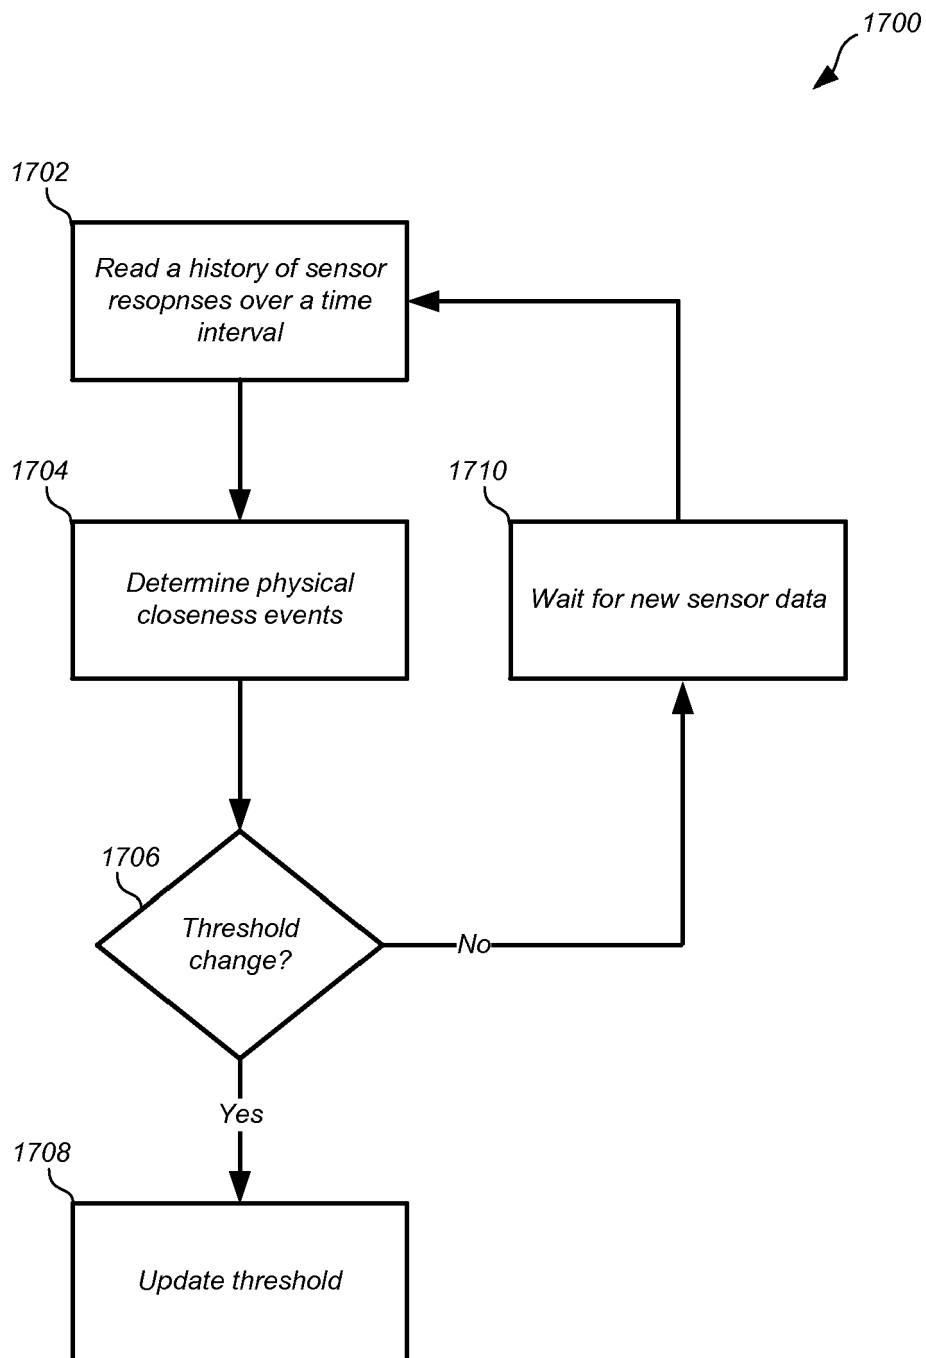 1700
1702
Read a history of sensor
resopnses over a time
interval
1704
Determine physical
closeness events
1710
Wait for new sensor data
1706
Threshold
change?
No
Yes
1708
Update threshold